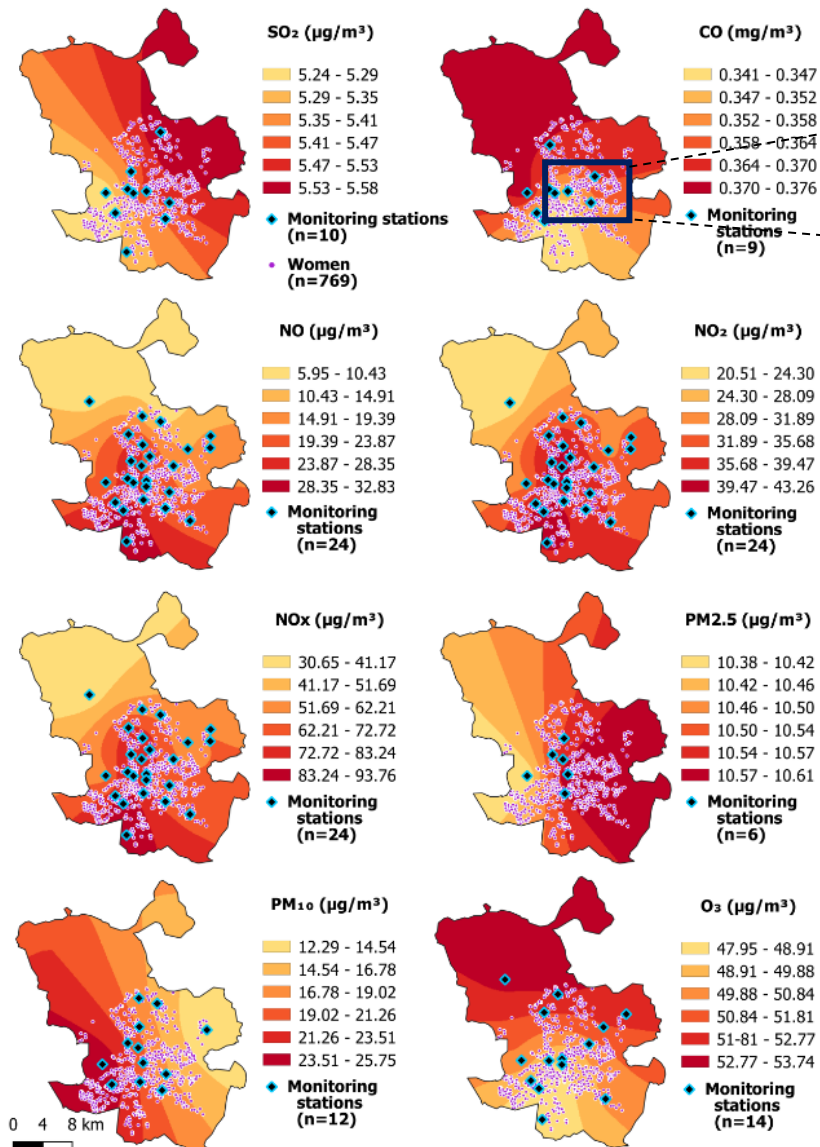 SO₂ (µg/m³)
5.24 - 5.29
5.29 - 5.35
5.35 - 5.41
5.41 - 5.47
5.47 - 5.53
5.53 - 5.58
Monitoring stations
(n=10)
Women
(n=769)
CO (mg/m³)
0.341 - 0.347
0.347 - 0.352
0.352 - 0.358
0.358 - 0.364
0.364 - 0.370
0.370 - 0.376
Monitoring
stations
(n=9)
NO (µg/m³)
5.95 - 10.43
10.43 - 14.91
14.91 - 19.39
19.39 - 23.87
23.87 - 28.35
28.35 - 32.83
Monitoring
stations
(n=24)
NO₂ (µg/m³)
20.51 - 24.30
24.30 - 28.09
28.09 - 31.89
31.89 - 35.68
35.68 - 39.47
39.47 - 43.26
Monitoring
stations
(n=24)
NOx (µg/m³)
30.65 - 41.17
41.17 - 51.69
51.69 - 62.21
62.21 - 72.72
72.72 - 83.24
83.24 - 93.76
Monitoring
stations
(n=24)
PM2.5 (µg/m³)
10.38 - 10.42
10.42 - 10.46
10.46 - 10.50
10.50 - 10.54
10.54 - 10.57
10.57 - 10.61
Monitoring
stations
(n=6)
PM₁₀ (µg/m³)
12.29 - 14.54
14.54 - 16.78
16.78 - 19.02
19.02 - 21.26
21.26 - 23.51
23.51 - 25.75
Monitoring
stations
(n=12)
0 4 8 km
O₃ (µg/m³)
47.95 - 48.91
48.91 - 49.88
49.88 - 50.84
50.84 - 51.81
51-81 - 52.77
52.77 - 53.74
Monitoring
stations
(n=14)